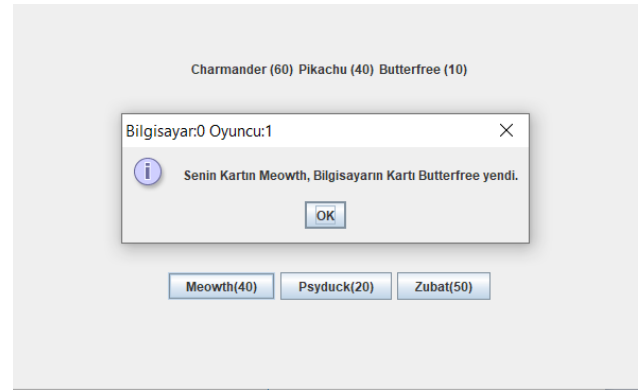 Charmander (60) Pikachu (40) Butterfree (10)
Bilgisayar:0 Oyuncu:1
Senin Kartın Meowth, Bilgisayarın Kartı Butterfree yendi.
OK
Meowth(40) Psyduck(20) Zubat(50)